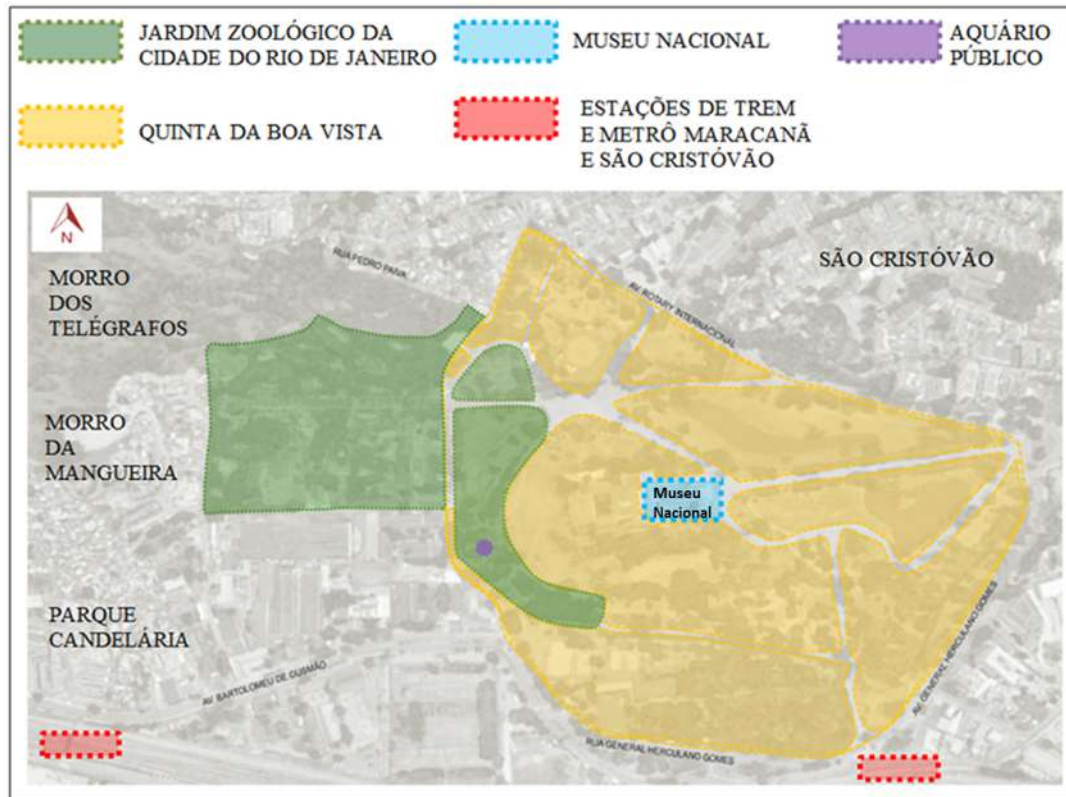 JARDIM ZOOLÓGICO DA
CIDADE DO RIO DE JANEIRO
MUSEU NACIONAL
AQUÁRIO
PÚBLICO
QUINTA DA BOA VISTA
ESTAÇÕES DE TREM
E METRÔ MARACANÃ
E SÃO CRISTÓVÃO
N
RUA PEDRO PAIVA
SÃO CRISTÓVÃO
MORRO
DOS
TELÉGRAFOS
AV. ROTARY INTERNACIONAL
MORRO
DA
MANGUEIRA
Museu
Nacional
PARQUE
CANDELÁRIA
AV. BARTOLOMEU DE GUSMÃO
AV. GENERAL HERCULANO GOMES
RUA GENERAL HERCULANO GOMES